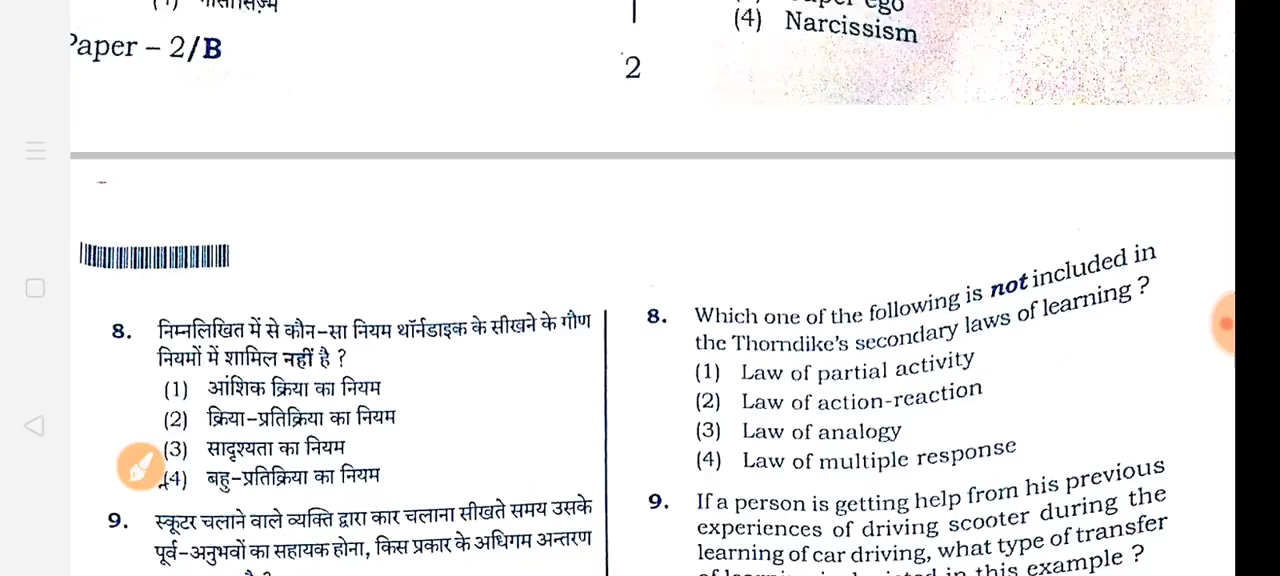 Paper – 2/B
2
ego
(4) Narcissism
8. निम्नलिखित में से कौन-सा नियम थॉर्नडाइक के सीखने के गौण
नियमों में शामिल नहीं है ?
(1) आंशिक क्रिया का नियम
(2) क्रिया-प्रतिक्रिया का नियम
(3) सादृश्यता का नियम
(4) बहु-प्रतिक्रिया का नियम
9. स्कूटर चलाने वाले व्यक्ति द्वारा कार चलाना सीखते समय उसके
पूर्व-अनुभवों का सहायक होना, किस प्रकार के अधिगम अन्तरण
8. Which one of the following is not included in
the Thorndike's secondary laws of learning ?
(1) Law of partial activity
(2) Law of action-reaction
(3) Law of analogy
(4) Law of multiple response
9. If a person is getting help from his previous
experiences of driving scooter during the
learning of car driving, what type of transfer
in this example ?